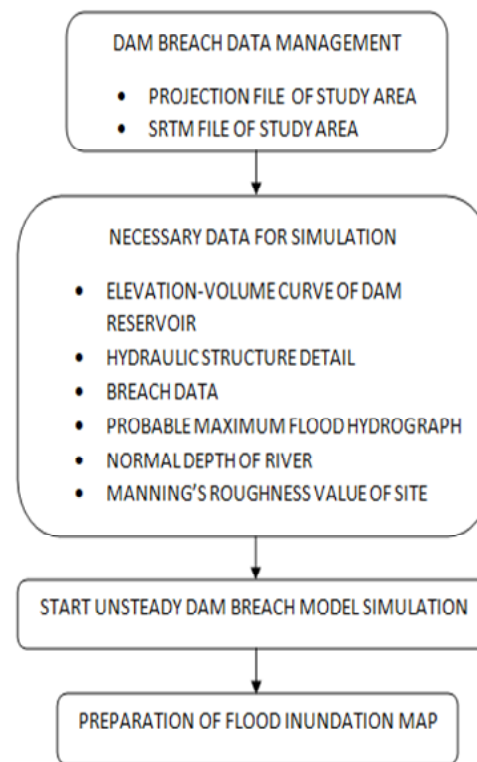 DAM BREACH DATA MANAGEMENT
• PROJECTION FILE OF STUDY AREA
• SRTM FILE OF STUDY AREA
NECESSARY DATA FOR SIMULATION
• ELEVATION-VOLUME CURVE OF DAM
RESERVOIR
• HYDRAULIC STRUCTURE DETAIL
• BREACH DATA
• PROBABLE MAXIMUM FLOOD HYDROGRAPH
• NORMAL DEPTH OF RIVER
• MANNING'S ROUGHNESS VALUE OF SITE
START UNSTEADY DAM BREACH MODEL SIMULATION
PREPARATION OF FLOOD INUNDATION MAP